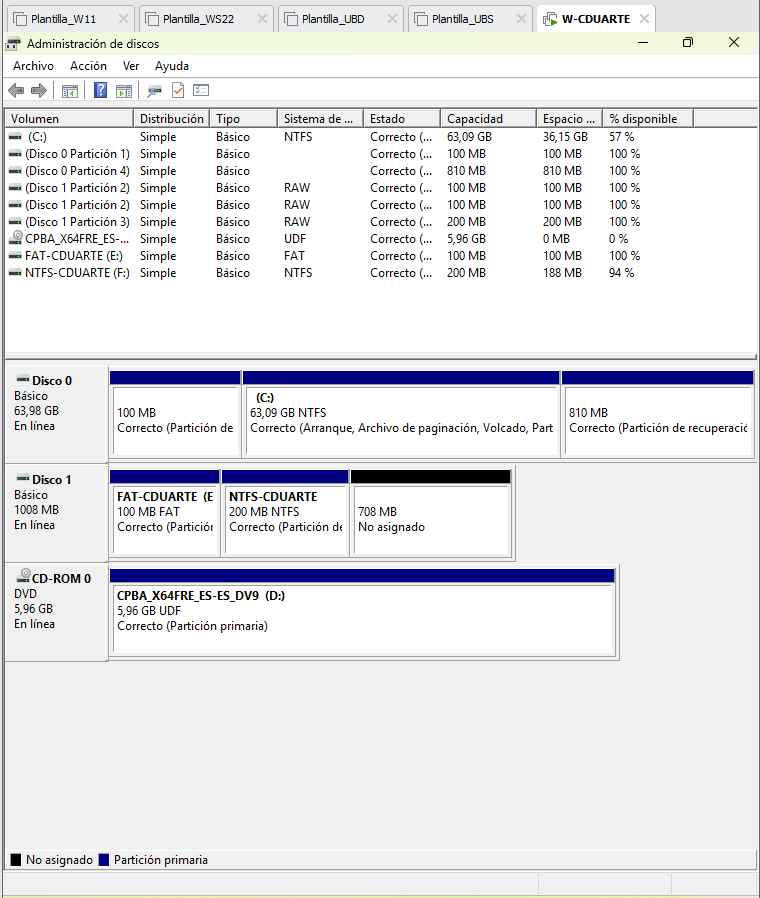 Plantilla_W11 Plantilla_WS22 Plantilla_UBD Plantilla_UBS W-CDUARTE
Administración de discos
Archivo Acción Ver Ayuda
Volumen Distribución Tipo Sistema de ... Estado Capacidad Espacio ... % disponible
(C:) Simple Básico NTFS Correcto (... 63,09 GB 36,15 GB 57 %
(Disco 0 Partición 1) Simple Básico Correcto (... 100 MB 100 MB 100 %
(Disco 0 Partición 4) Simple Básico Correcto (... 810 MB 810 MB 100 %
(Disco 1 Partición 2) Simple Básico RAW Correcto (... 100 MB 100 MB 100 %
(Disco 1 Partición 2) Simple Básico RAW Correcto (... 100 MB 100 MB 100 %
(Disco 1 Partición 3) Simple Básico RAW Correcto (... 200 MB 200 MB 100 %
CPBA_X64FRE_ES-... Simple Básico UDF Correcto (... 5,96 GB 0 MB 0 %
FAT-CDUARTE (E:) Simple Básico FAT Correcto (... 100 MB 100 MB 100 %
NTFS-CDUARTE (F:) Simple Básico NTFS Correcto (... 200 MB 188 MB 94 %
Disco 0
Básico
63,98 GB
En línea
100 MB
Correcto (Partición de
(C:)
63,09 GB NTFS
Correcto (Arranque, Archivo de paginación, Volcado, Part
810 MB
Correcto (Partición de recuperació
Disco 1
Básico
1008 MB
En línea
FAT-CDUARTE (E
100 MB FAT
Correcto (Partición
NTFS-CDUARTE
200 MB NTFS
Correcto (Partición de
708 MB
No asignado
CD-ROM 0
DVD
5,96 GB
En línea
CPBA_X64FRE_ES-ES_DV9 (D:)
5,96 GB UDF
Correcto (Partición primaria)
No asignado Partición primaria